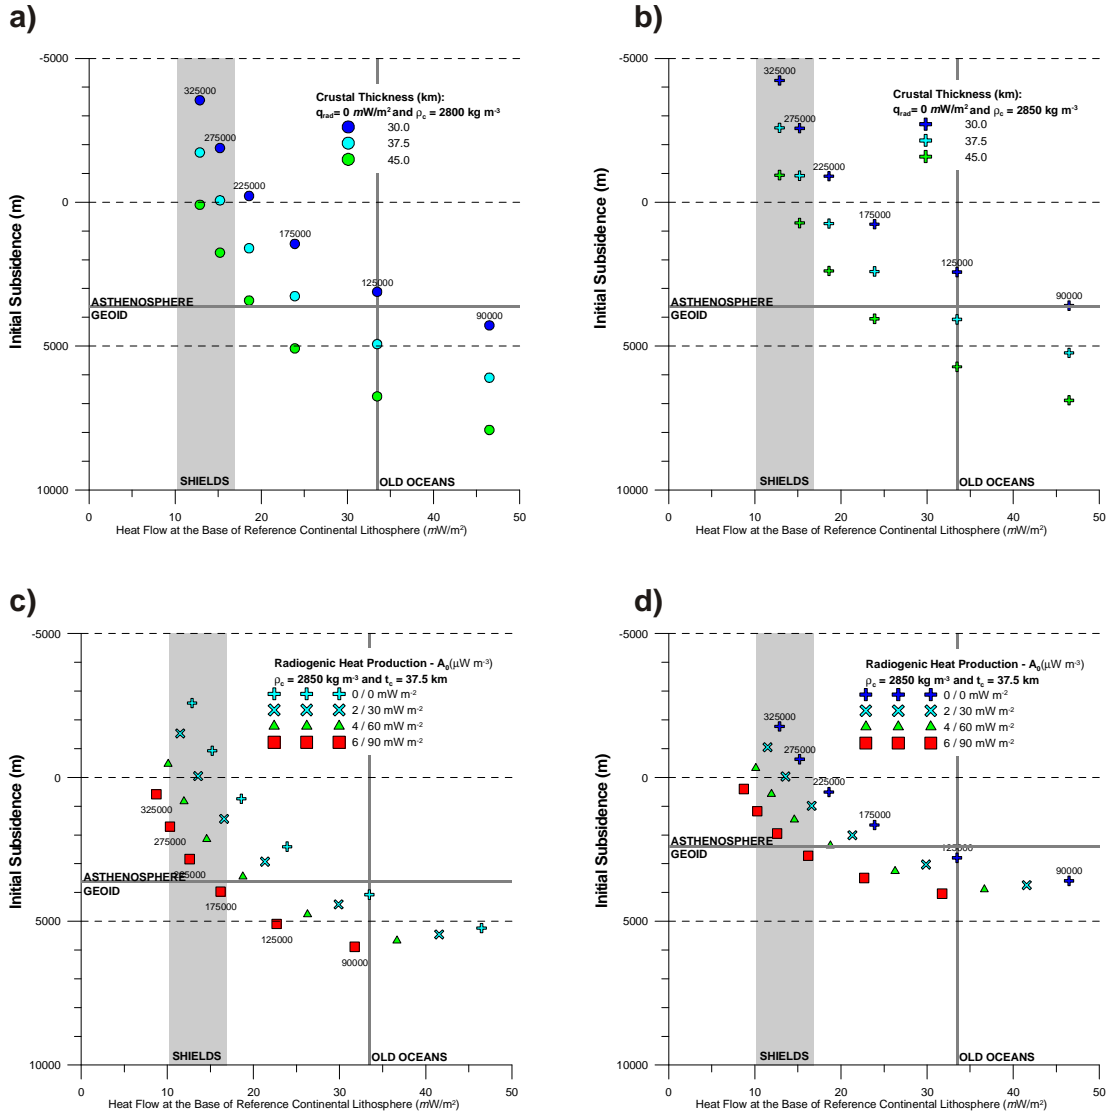 a)
-5000
0
5000
10000
Initial Subsidence (m)
325000
275000
225000
175000
125000
90000
Crustal Thickness (km):
qrad= 0 mW/m² and ρc = 2800 kg m-3
30.0
37.5
45.0
ASTHENOSPHERE
GEOID
SHIELDS
OLD OCEANS
0
10
20
30
40
50
Heat Flow at the Base of Reference Continental Lithosphere (mW/m²)
b)
-5000
0
5000
10000
Initial Subsidence (m)
325000
275000
225000
175000
125000
90000
Crustal Thickness (km):
qrad= 0 mW/m² and ρc = 2850 kg m-3
30.0
37.5
45.0
ASTHENOSPHERE
GEOID
SHIELDS
OLD OCEANS
0
10
20
30
40
50
Heat Flow at the Base of Reference Continental Lithosphere (mW/m²)
c)
-5000
0
5000
10000
Initial Subsidence (m)
Radiogenic Heat Production - A0(µW m-3)
ρc = 2850 kg m-3 and tc = 37.5 km
0 / 0 mW m-2
2 / 30 mW m-2
4 / 60 mW m-2
6 / 90 mW m-2
325000
275000
225000
175000
125000
90000
ASTHENOSPHERE
GEOID
SHIELDS
OLD OCEANS
0
10
20
30
40
50
Heat Flow at the Base of Reference Continental Lithosphere (mW/m²)
d)
-5000
0
5000
10000
Initial Subsidence (m)
Radiogenic Heat Production - A0(µW m-3)
ρc = 2850 kg m-3 and tc = 37.5 km
0 / 0 mW m-2
2 / 30 mW m-2
4 / 60 mW m-2
6 / 90 mW m-2
325000
275000
225000
175000
125000
90000
ASTHENOSPHERE
GEOID
SHIELDS
OLD OCEANS
0
10
20
30
40
50
Heat Flow at the Base of Reference Continental Lithosphere (mW/m²)